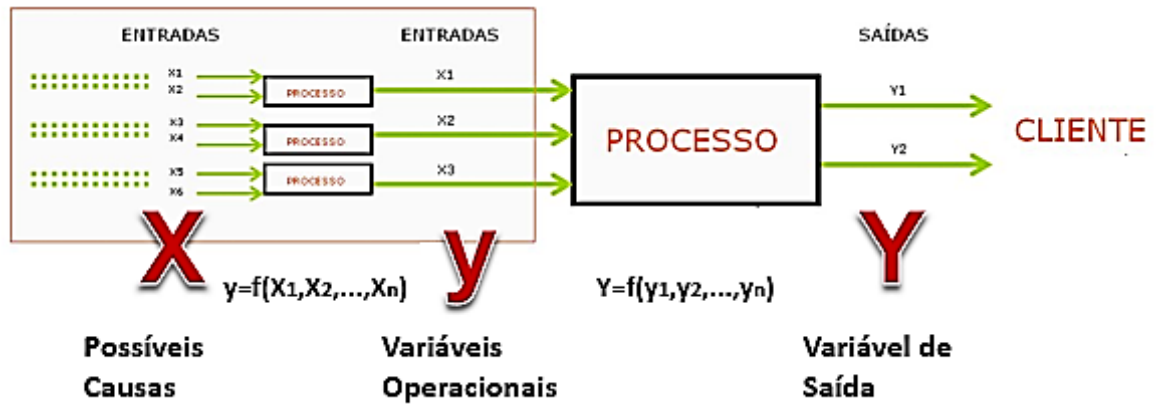 ENTRADAS ENTRADAS SAÍDAS
X1 X1 Y1
X2 PROCESSO
X3 X2 PROCESSO CLIENTE
X4 PROCESSO Y2
X5 X3
X6 PROCESSO
X y Y
y=f(X1,X2,...,Xn) Y=f(y1,y2,...,yn)
Possíveis Variáveis Variável de
Causas Operacionais Saída